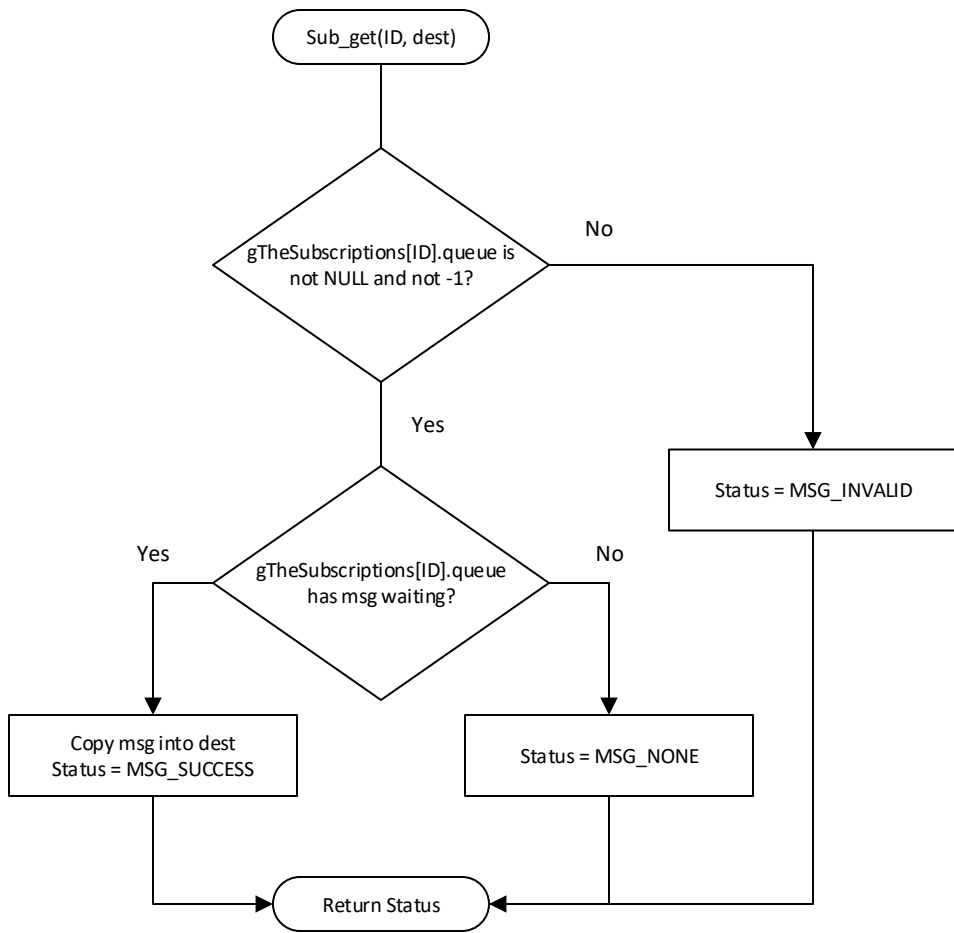 Sub_get(ID, dest)
No
gTheSubscriptions[ID].queue is
not NULL and not -1?
Yes
Status = MSG_INVALID
Yes
No
gTheSubscriptions[ID].queue
has msg waiting?
Copy msg into dest
Status = MSG_SUCCESS
Status = MSG_NONE
Return Status